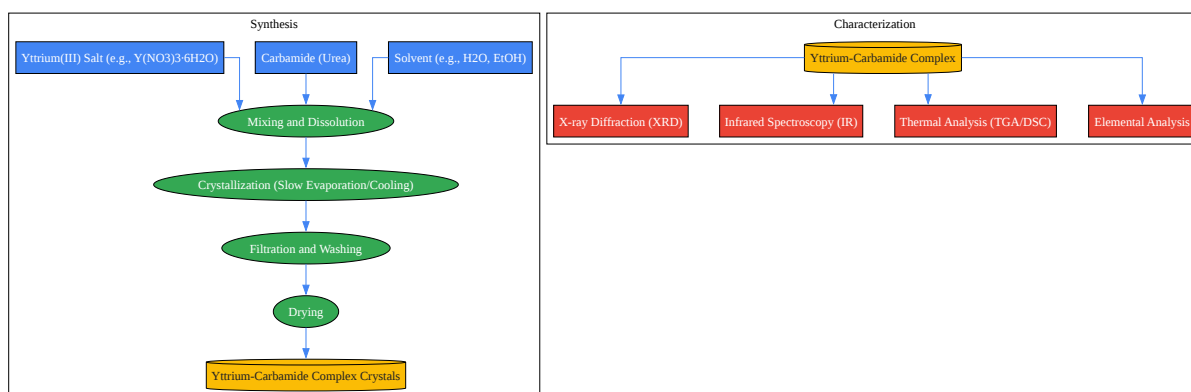 Synthesis
Yttrium(III) Salt (e.g., Y(NO3)3·6H2O)
Carbamide (Urea)
Solvent (e.g., H2O, EtOH)
Mixing and Dissolution
Crystallization (Slow Evaporation/Cooling)
Filtration and Washing
Drying
Yttrium-Carbamide Complex Crystals
Characterization
Yttrium-Carbamide Complex
X-ray Diffraction (XRD)
Infrared Spectroscopy (IR)
Thermal Analysis (TGA/DSC)
Elemental Analysis